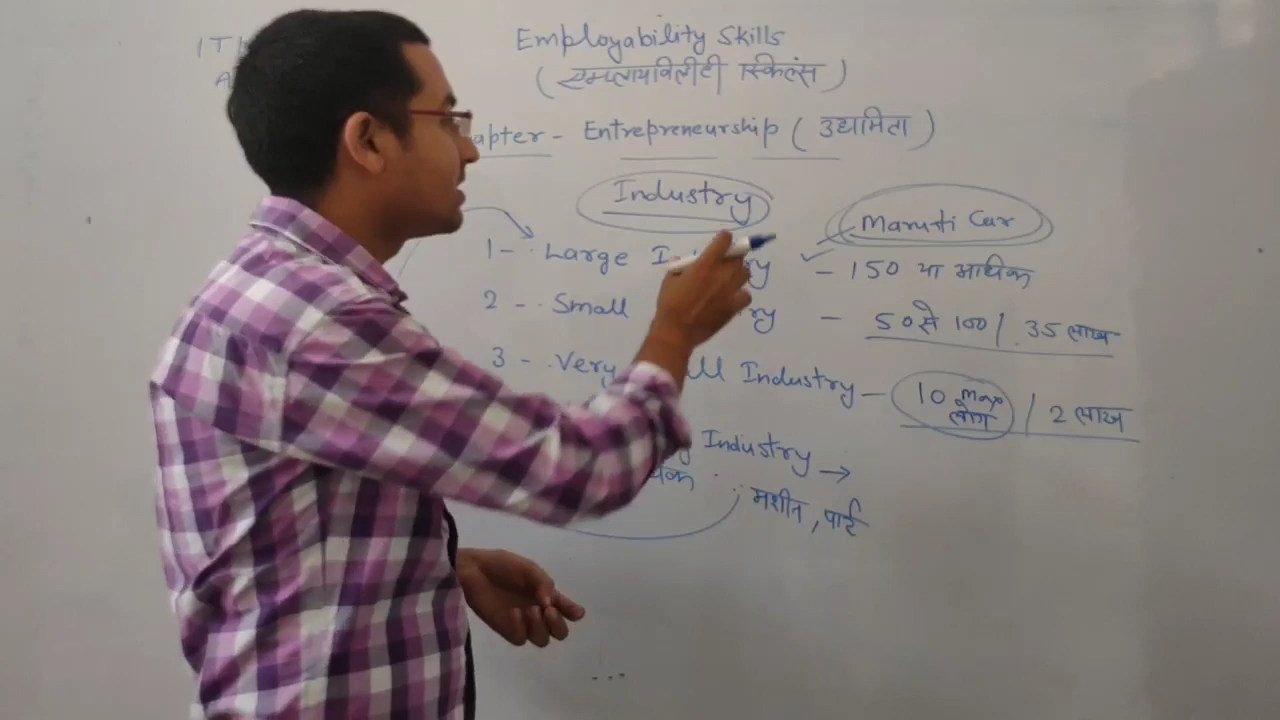 Employability Skills
(एम्प्लायबिलीटी स्किल्स)
Entrepreneurship (उद्यमिता)
Industry
Maruti Car
1- Large - 150 या अधिक
2 - Small - 50 से 100 / 35 लाख
3 - Very Industry - 10 लोग / 2 लाख
Industry →
मशीन, पार्ट